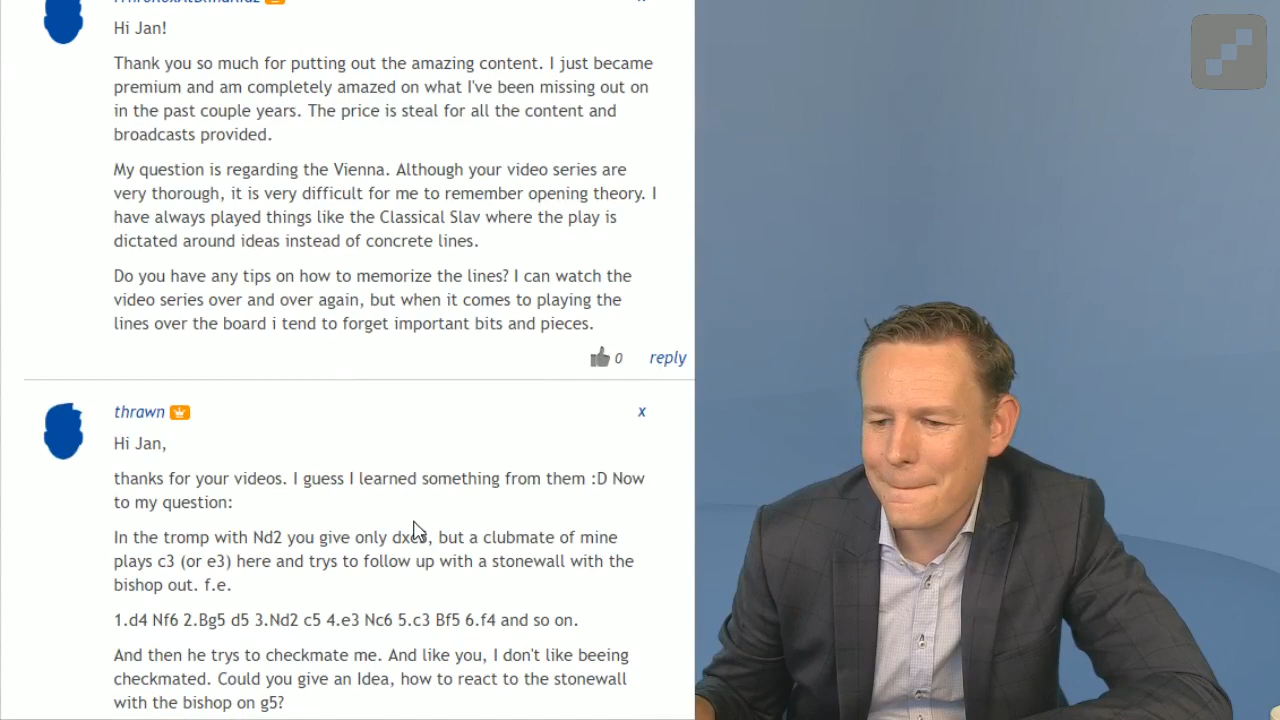 Hi Jan!
Thank you so much for putting out the amazing content. I just became
premium and am completely amazed on what I've been missing out on
in the past couple years. The price is steal for all the content and
broadcasts provided.
My question is regarding the Vienna. Although your video series are
very thorough, it is very difficult for me to remember opening theory. I
have always played things like the Classical Slav where the play is
dictated around ideas instead of concrete lines.
Do you have any tips on how to memorize the lines? I can watch the
video series over and over again, but when it comes to playing the
lines over the board i tend to forget important bits and pieces.
0 reply
thrawn x
Hi Jan,
thanks for your videos. I guess I learned something from them :D Now
to my question:
In the tromp with Nd2 you give only but a clubmate of mine
plays c3 (or e3) here and trys to follow up with a stonewall with the
bishop out. f.e.
1.d4 Nf6 2.Bg5 d5 3.Nd2 c5 4.e3 Nc6 5.c3 Bf5 6.f4 and so on.
And then he trys to checkmate me. And like you, I don't like beeing
checkmated. Could you give an Idea, how to react to the stonewall
with the bishop on g5?